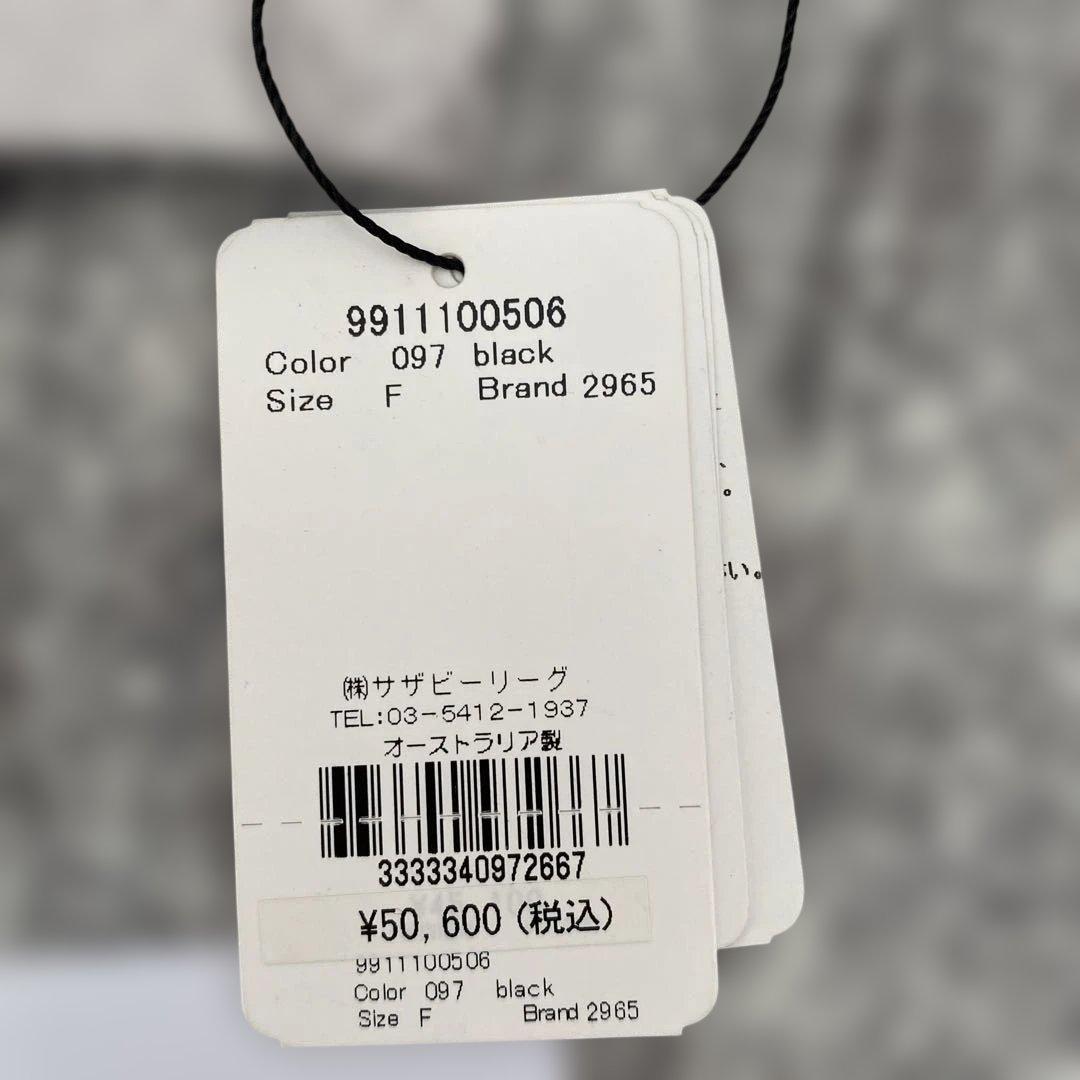 9911100506
Color 097 black
Size F Brand 2965
㈱サザビーリーグ
TEL:03-5412-1937
オーストラリア製
3333340972667
¥50,600(税込)
9911100506
Color 097 black
Size F Brand 2965
い。